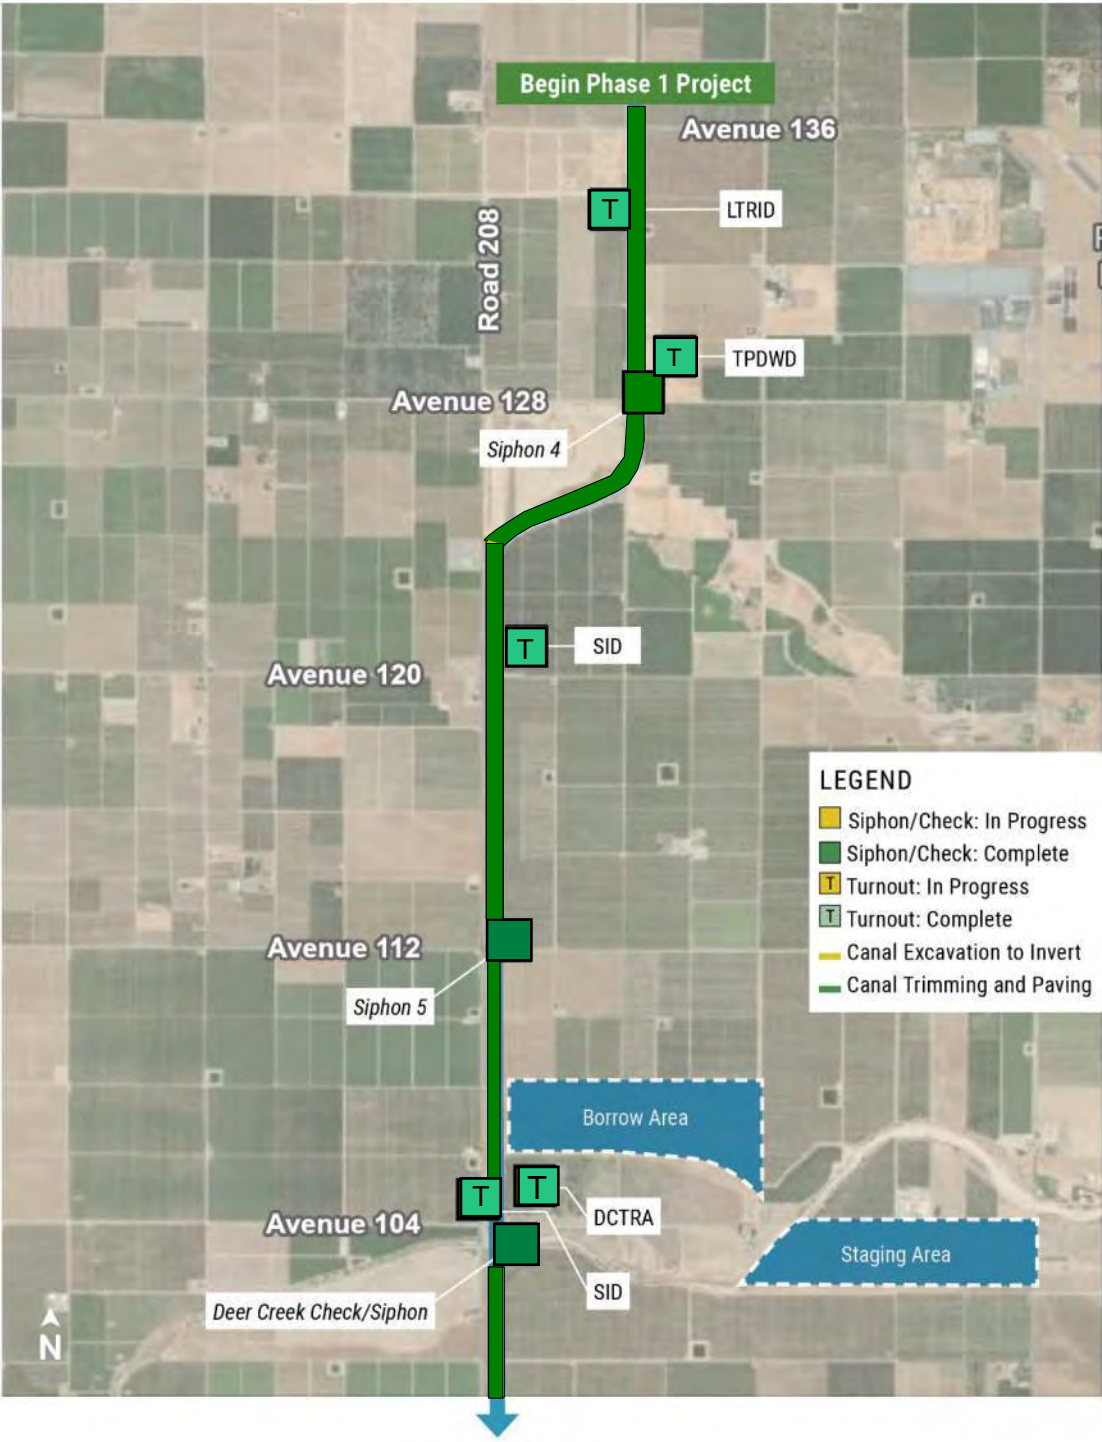 Begin Phase 1 Project
Avenue 136
T
LTRID
Road 208
T
TPDWD
Avenue 128
Siphon 4
T
SID
Avenue 120
LEGEND
Siphon/Check: In Progress
Siphon/Check: Complete
T Turnout: In Progress
T Turnout: Complete
Canal Excavation to Invert
Canal Trimming and Paving
Avenue 112
Siphon 5
Borrow Area
T
T
DCTRA
Avenue 104
Staging Area
SID
Deer Creek Check/Siphon
N